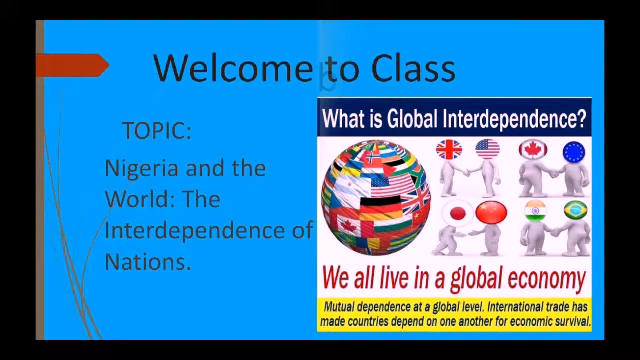 Welcome to Class
TOPIC:
Nigeria and the
World: The
Interdependence of
Nations.
What is Global Interdependence?
We all live in a global economy
Mutual dependence at a global level. International trade has
made countries depend on one another for economic survival.